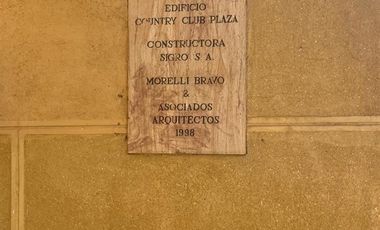 EDIFICIO
COUNTRY CLUB PLAZA
CONSTRUCTORA
SIGRO S A.
MORELLI BRAVO
&
ASOCIADOS
ARQUITECTOS
1998